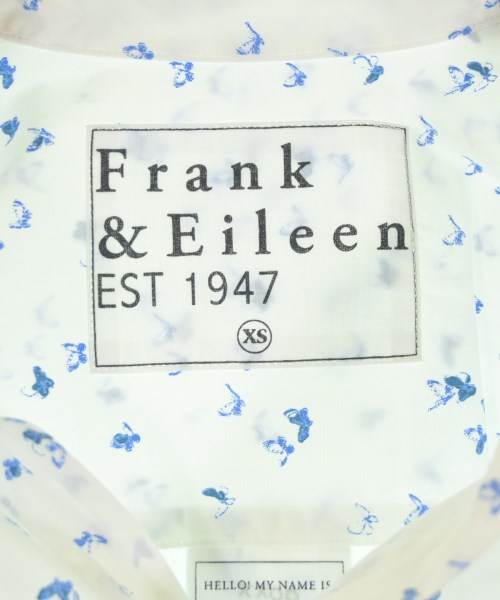 Frank
& Eileen
EST 1947
XS
HELLO! MY NAME IS